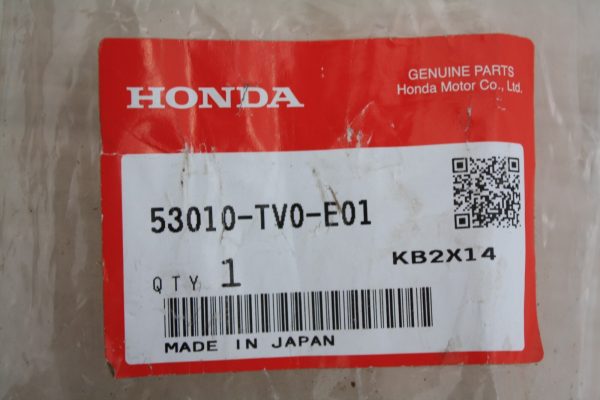 HONDA
GENUINE PARTS
Honda Motor Co., Ltd.
53010-TV0-E01
KB2X14
QTY 1
MADE IN JAPAN